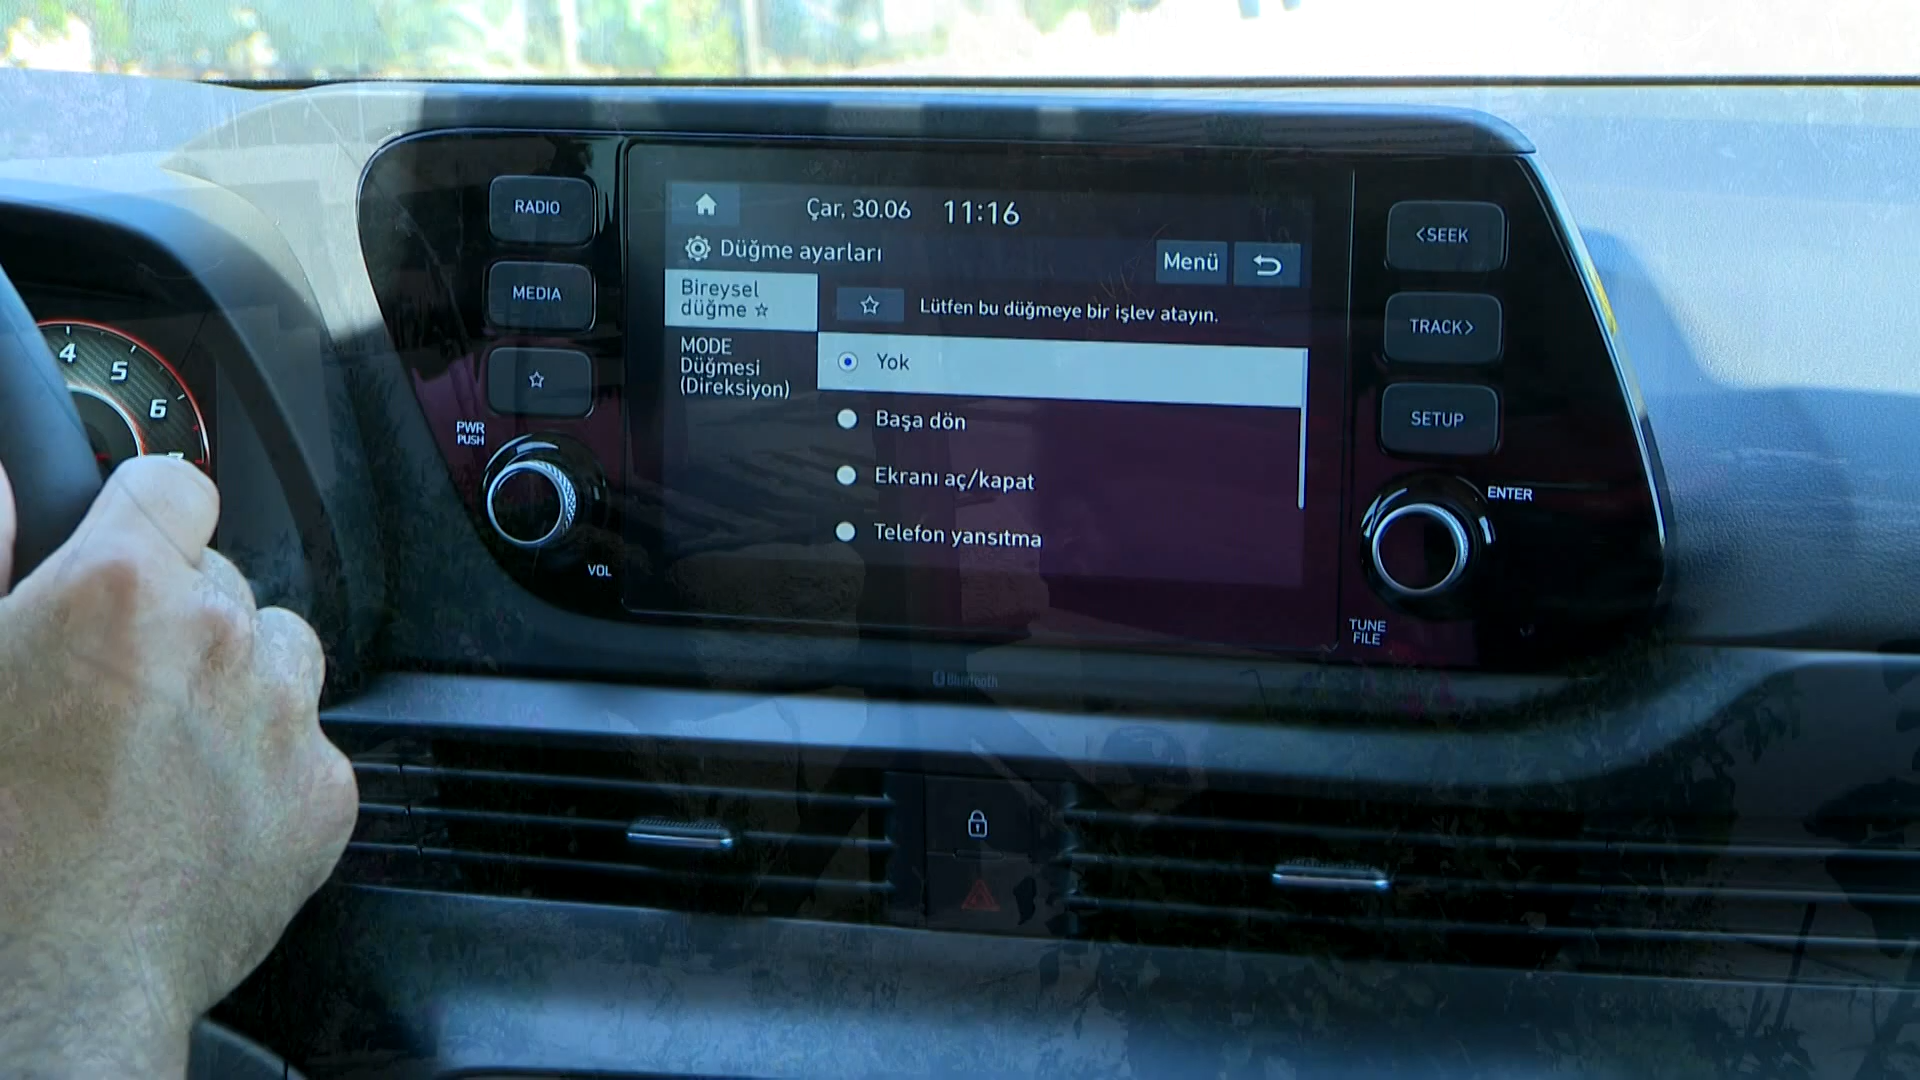 RADIO
MEDIA
☆
PWR
PUSH
VOL
Çar, 30.06 11:16
Düğme ayarları
Menü
Bireysel
düğme ☆
MODE
Düğmesi
(Direksiyon)
☆ Lütfen bu düğmeye bir işlev atayın.
Yok
Başa dön
Ekranı aç/kapat
Telefon yansıtma
<SEEK
TRACK>
SETUP
ENTER
TUNE
FILE
Bluetooth
4
5
6
7